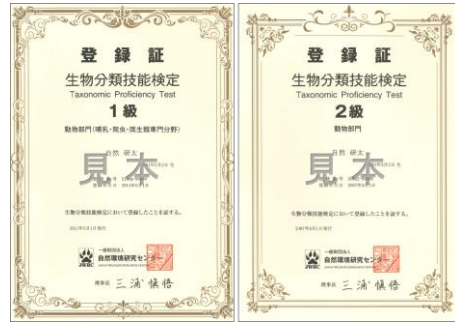 登録証
生物分類技能検定
Taxonomic Proficiency Test
1級
動物部門(哺乳・爬虫・両生類専門分野)
自然 研太
見本
生物分類技能検定において登録したことを証する。
一般財団法人
自然環境研究センター
JWRC
理事長 三浦愼悟
登録証
生物分類技能検定
Taxonomic Proficiency Test
2級
動物部門
自然 研太
見本
生物分類技能検定において登録したことを証する。
一般財団法人
自然環境研究センター
JWRC
理事長 三浦愼悟